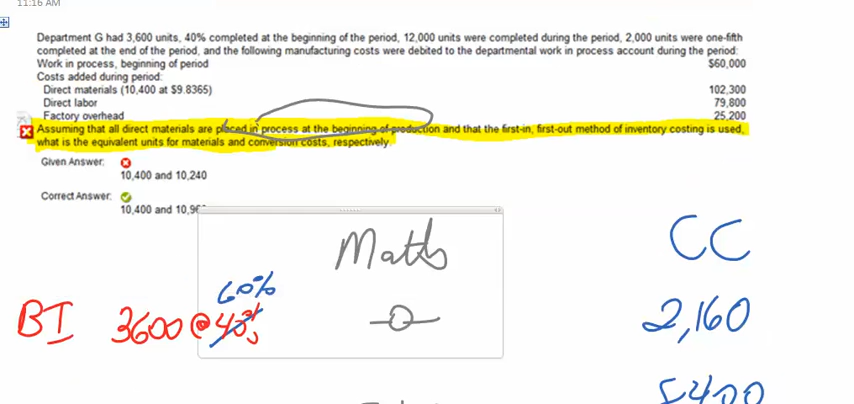 11:16 AM
Department G had 3,600 units, 40% completed at the beginning of the period, 12,000 units were completed during the period, 2,000 units were one-fifth
completed at the end of the period, and the following manufacturing costs were debited to the departmental work in process account during the period:
Work in process, beginning of period $60,000
Costs added during period:
Direct materials (10,400 at $9.8365) 102,300
Direct labor 79,800
Factory overhead 25,200
Assuming that all direct materials are placed in process at the beginning of production and that the first-in, first-out method of inventory costing is used,
what is the equivalent units for materials and conversion costs, respectively.
Given Answer:
10,400 and 10,240
Correct Answer:
10,400 and
Matls CC
60%
BI 3600 @ 40% 0 2,160
8400